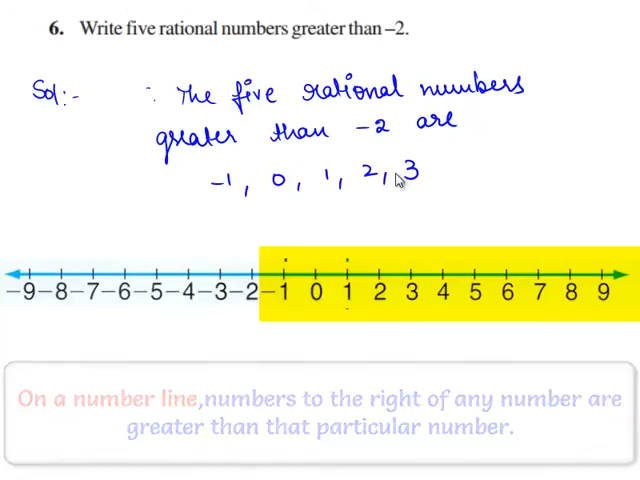 6. Write five rational numbers greater than –2.
Sol:- ∴ The five rational numbers
greater than -2 are
-1, 0, 1, 2, 3
−9 −8 −7 −6 −5 −4 −3 −2 −1 0 1 2 3 4 5 6 7 8 9
On a number line,numbers to the right of any number are
greater than that particular number.